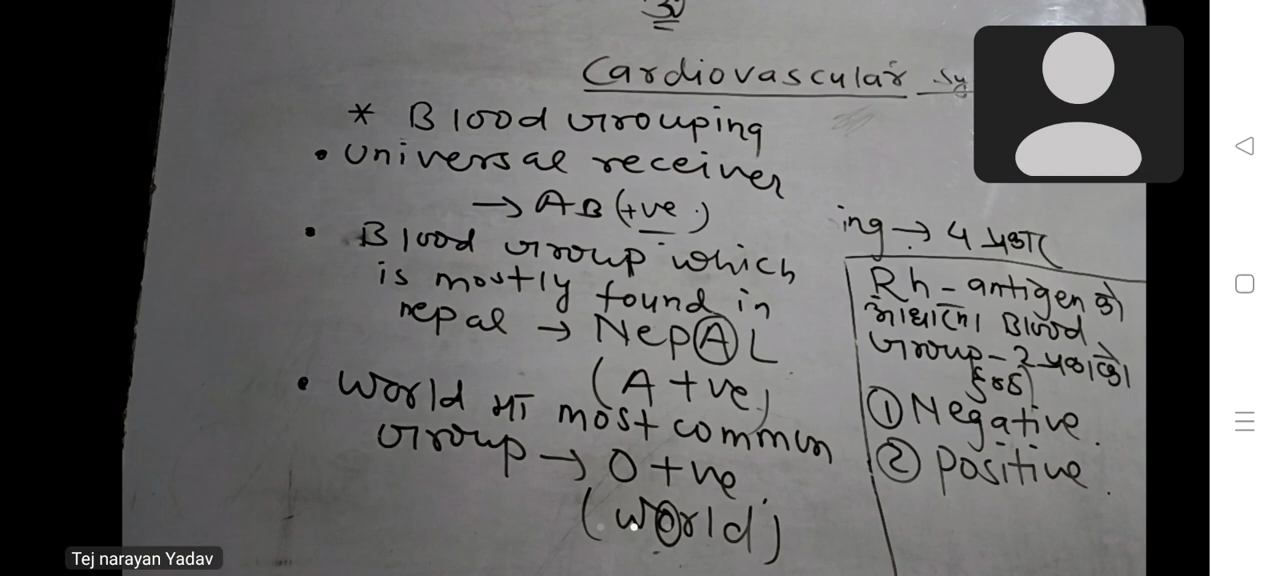 Cardiovascular Sy
* Blood Grouping
• Universal receiver
→ AB (+ve)
• Blood Group which
is mostly found in
nepal → NepAL
(A +ve)
• World मा most common
Group → O +ve
(World)
ing → 4 प्रकार
Rh - antigen को
आधारमा Blood
Group - २ प्रकारको
हुन्छ
① Negative.
② Positive.
Tej narayan Yadav